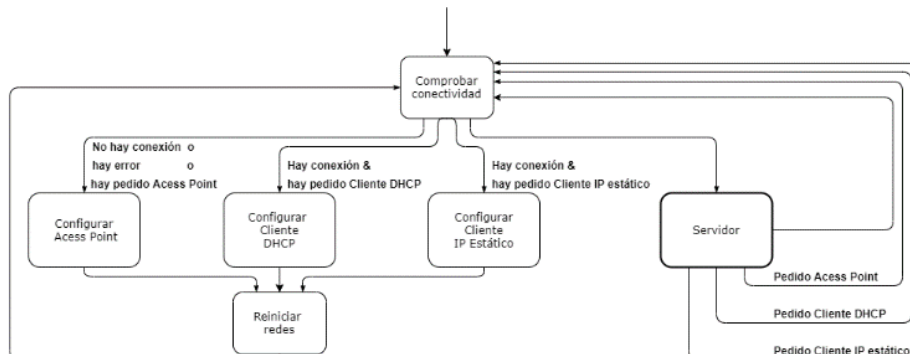 Comprobar
conectividad
No hay conexión o
hay error o
hay pedido Acess Point
Hay conexión &
hay pedido Cliente DHCP
Hay conexión &
hay pedido Cliente IP estático
Configurar
Acess Point
Configurar
Cliente
DHCP
Configurar
Cliente
IP Estático
Servidor
Pedido Acess Point
Reiniciar
redes
Pedido Cliente DHCP
Pedido Cliente IP estático